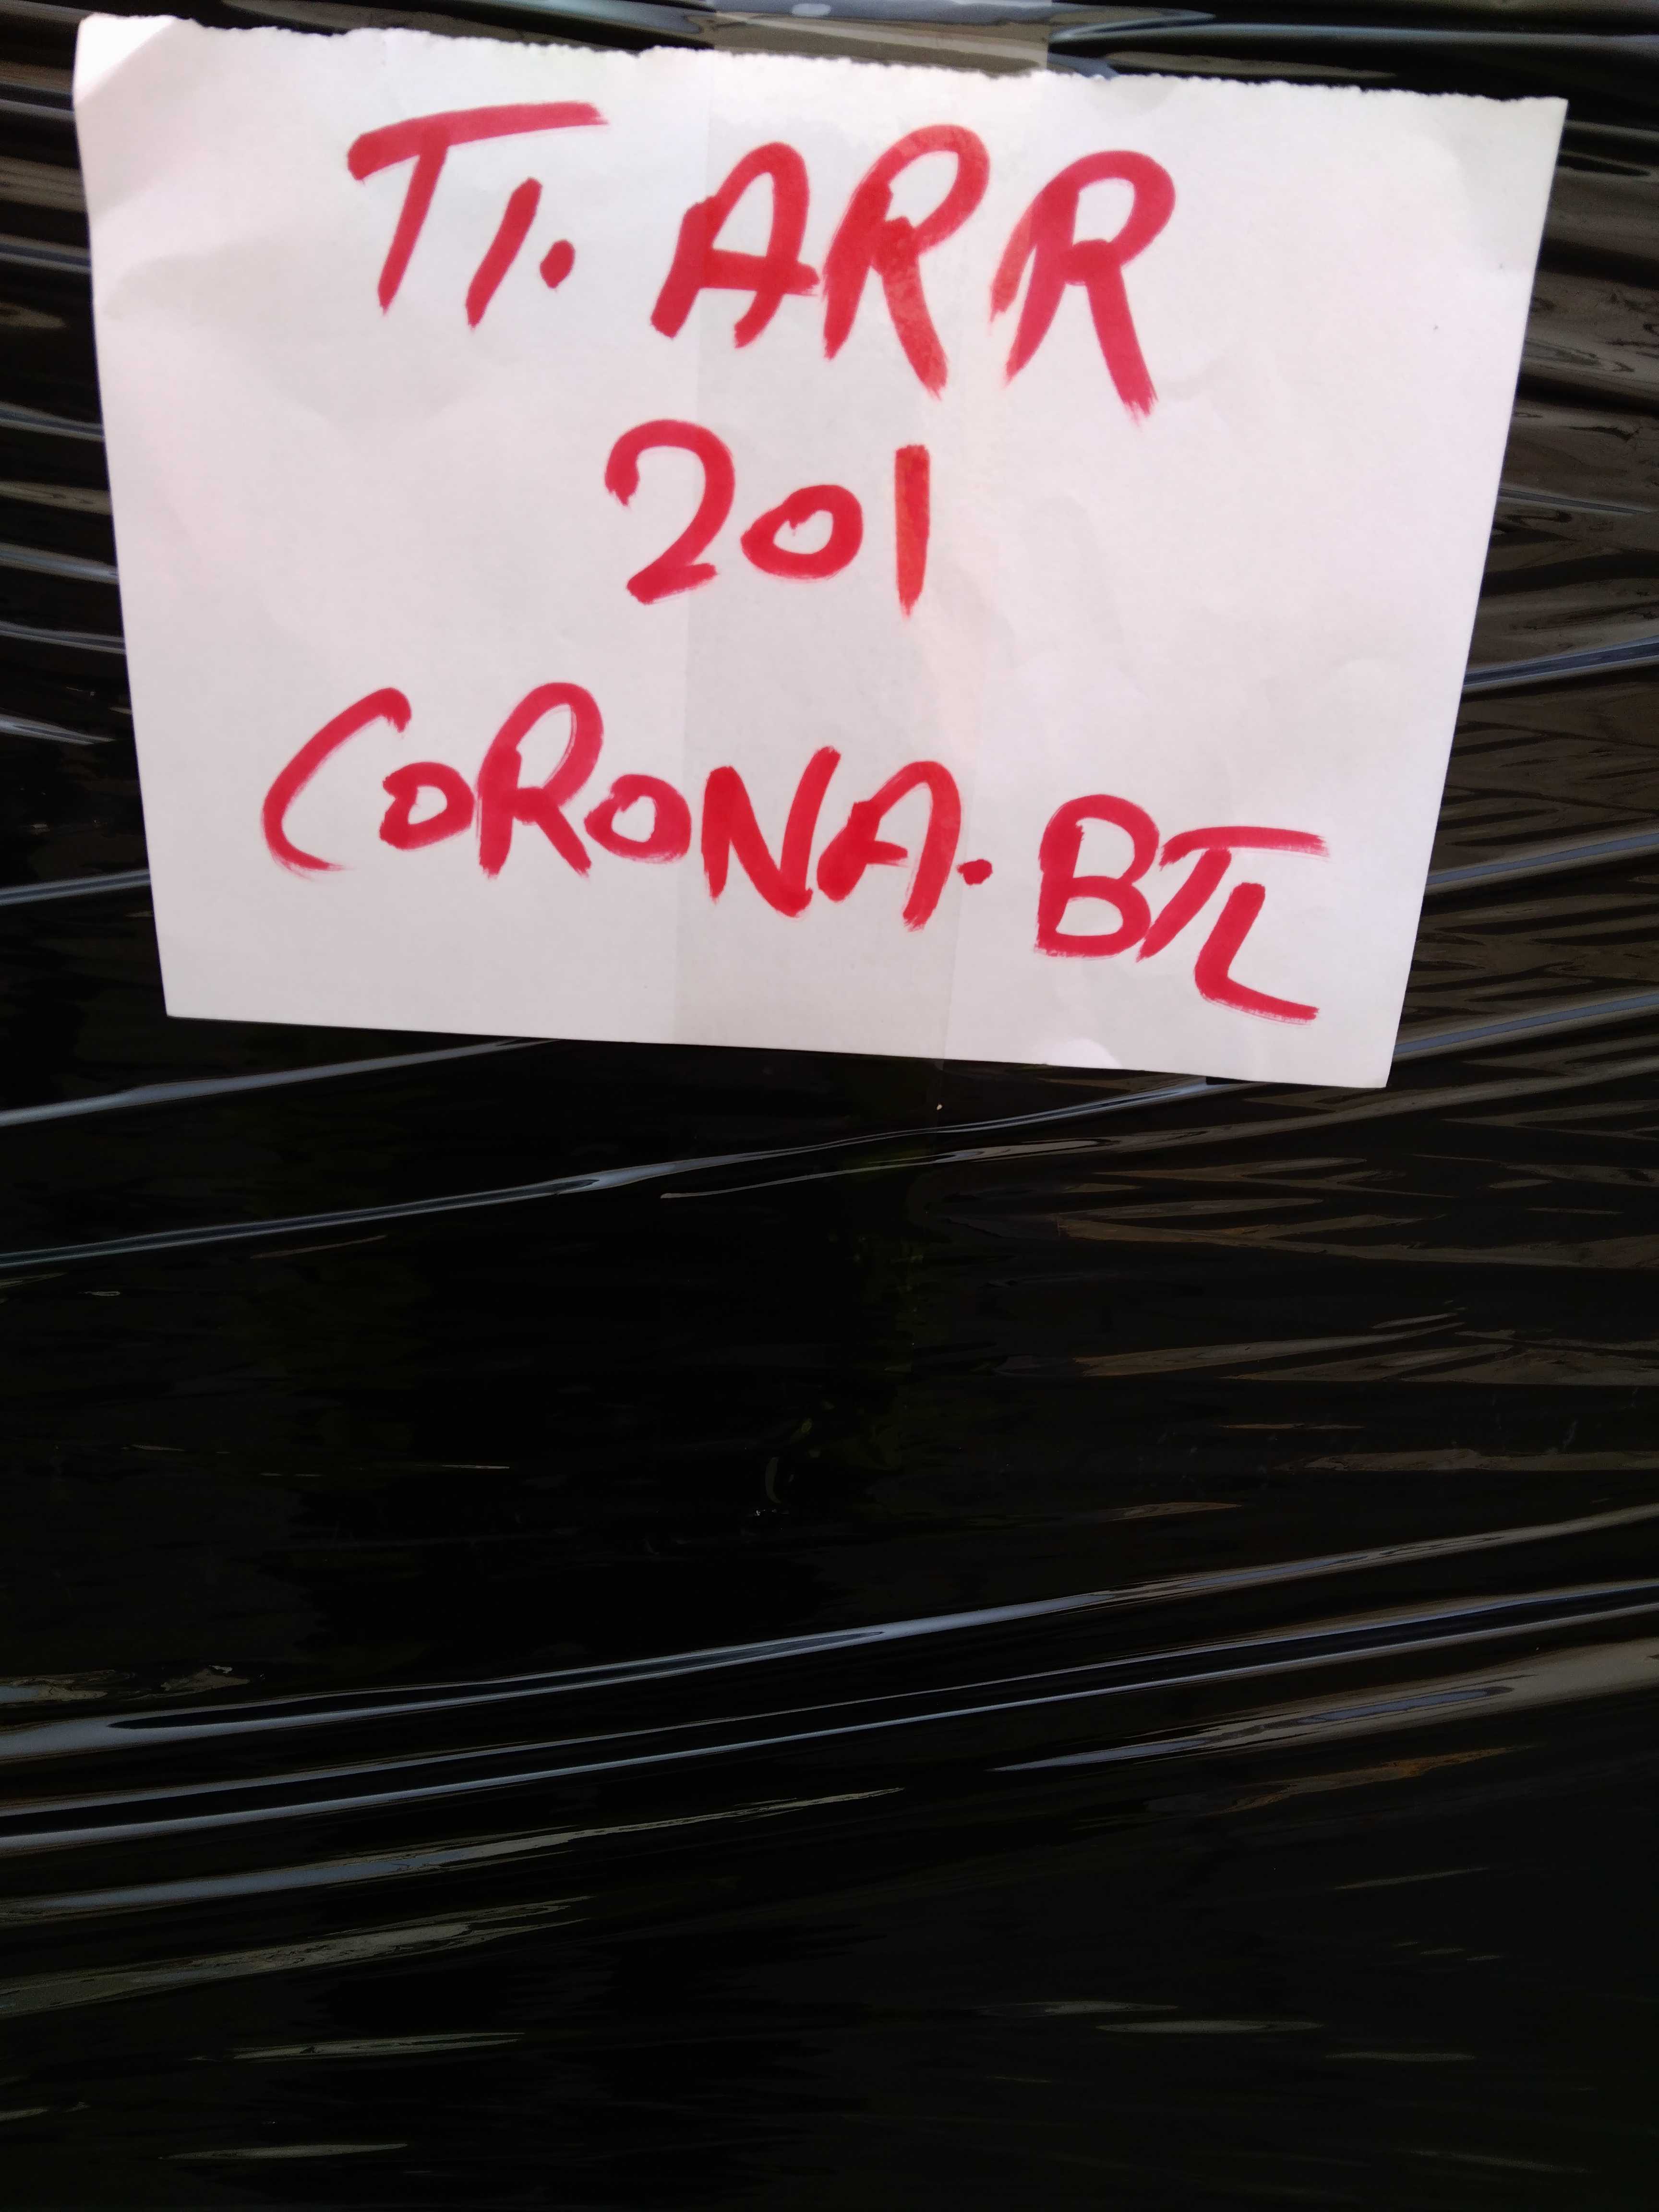 T1. ARR
201
CORONA. BTL